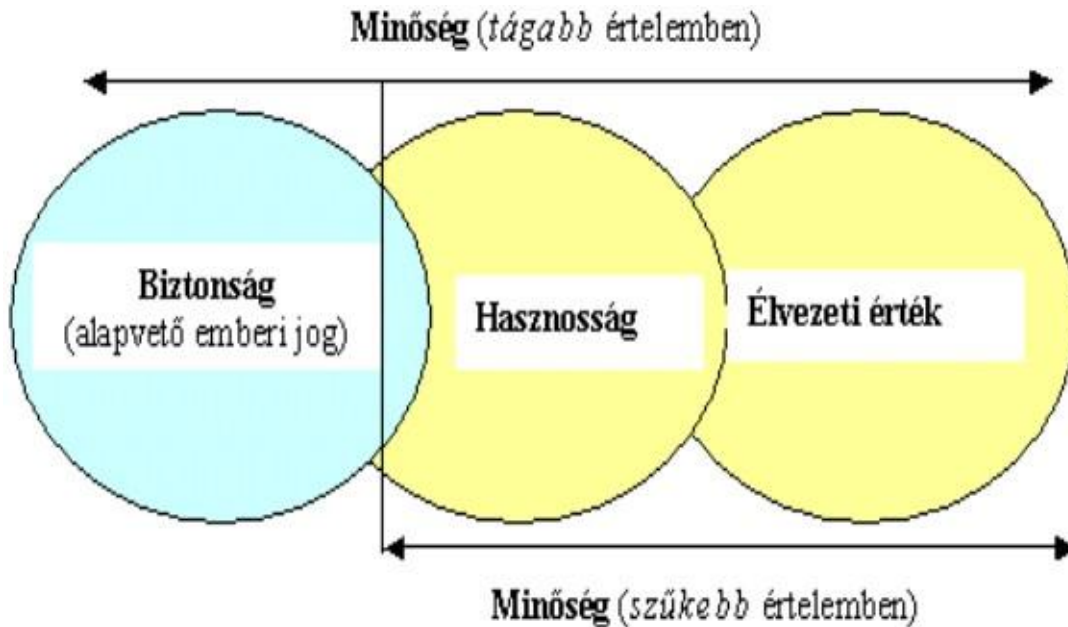 Minőség (tágabb értelemben)
Biztonság
(alapvető emberi jog)
Hasznosság
Élvezeti érték
Minőség (szűkebb értelemben)